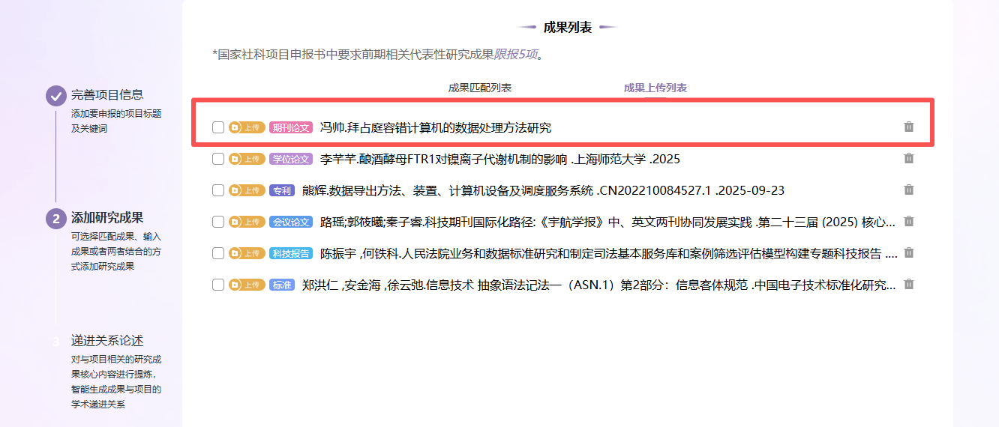 成果列表
*国家社科项目申报书中要求前期相关代表性研究成果限报5项。
成果匹配列表
成果上传列表
上传 期刊论文 冯帅.拜占庭容错计算机的数据处理方法研究
上传 学位论文 李芊芊.酿酒酵母FTR1对镍离子代谢机制的影响 .上海师范大学 .2025
上传 专利 熊辉.数据导出方法、装置、计算机设备及调度服务系统 .CN202210084527.1 .2025-09-23
上传 会议论文 路瑶;郭筱曦;秦子睿.科技期刊国际化路径:《宇航学报》中、英文两刊协同发展实践 .第二十三届 (2025) 核心...
上传 科技报告 陈振宇 ,何铁科.人民法院业务和数据标准研究和制定司法基本服务库和案例筛选评估模型构建专题科技报告 ....
上传 标准 郑洪仁 ,安金海 ,徐云弛.信息技术 抽象语法记法一（ASN.1）第2部分：信息客体规范 .中国电子技术标准化研究...
完善项目信息
添加要申报的项目标题
及关键词
2 添加研究成果
可选择匹配成果、输入
成果或者两者结合的方
式添加研究成果
3 递进关系论述
对与项目相关的研究成
果核心内容进行提炼，
智能生成成果与项目的
学术递进关系